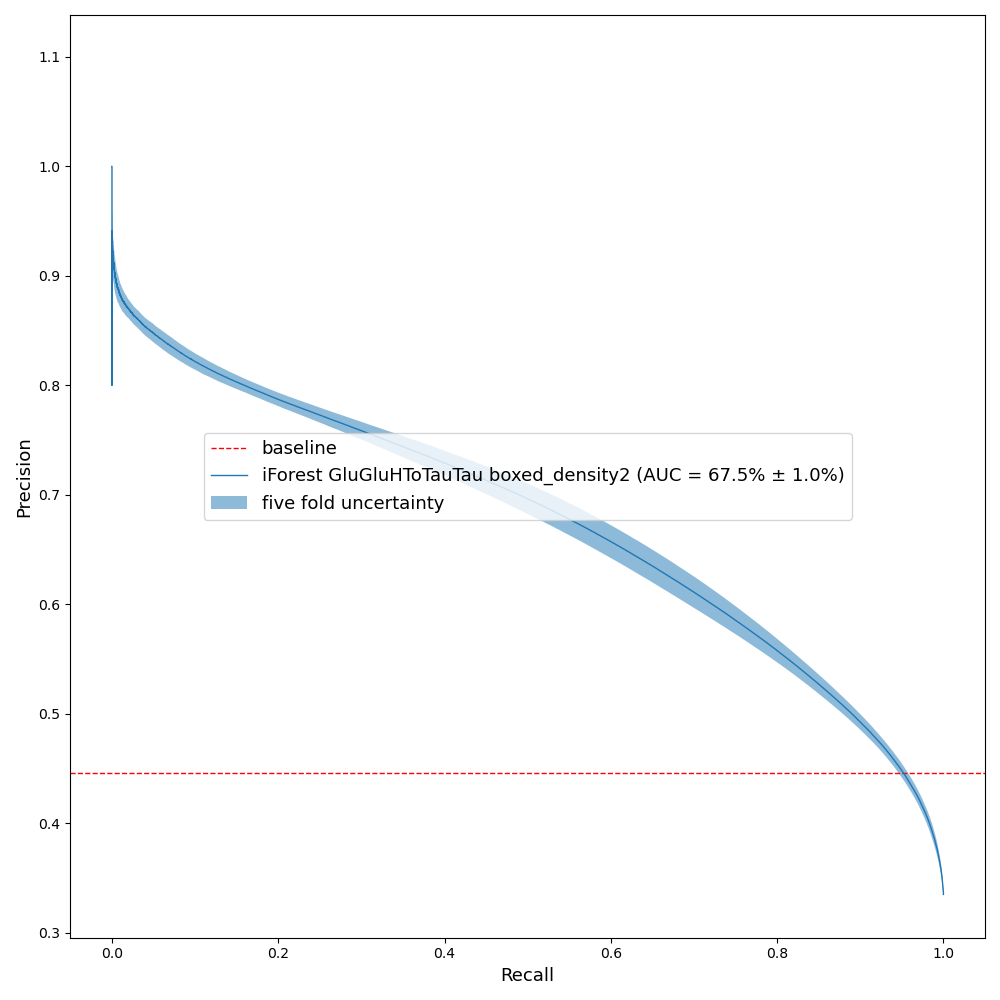 1.1
1.0
0.9
0.8
0.7
0.6
0.5
0.4
0.3
Precision
baseline
iForest GluGluHToTauTau boxed_density2 (AUC = 67.5% ± 1.0%)
five fold uncertainty
0.0 0.2 0.4 0.6 0.8 1.0
Recall